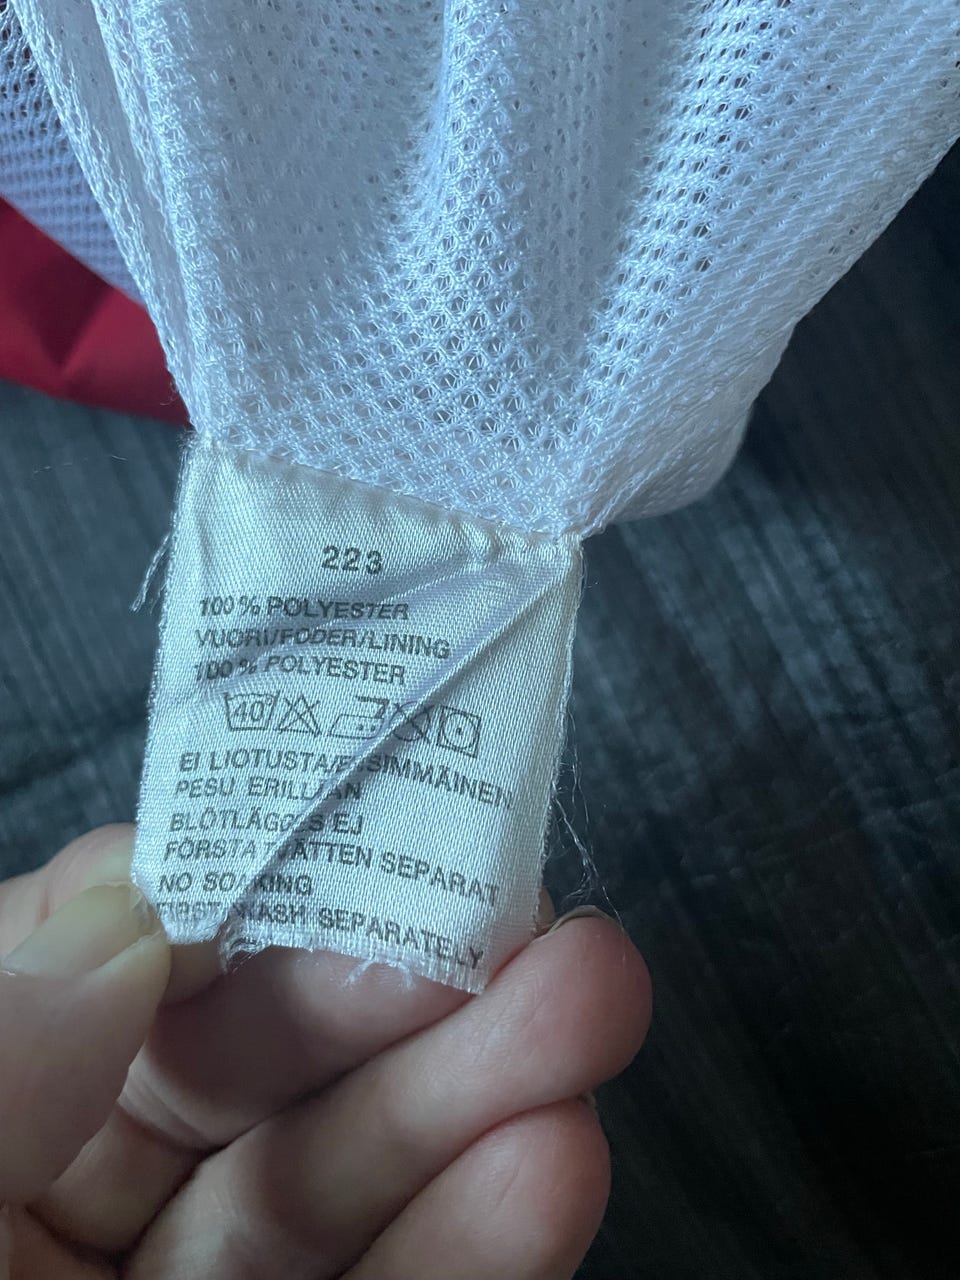 223
100 % POLYESTER
VUORI/FODER/LINING
100 % POLYESTER
40
EI LIOTUSTA/ENSIMMÄINEN
PESU ERILLÄÄN
BLÖTLÄGGES EJ
FÖRSTA TVÄTTEN SEPARAT
NO SOAKING
FIRST WASH SEPARATELY